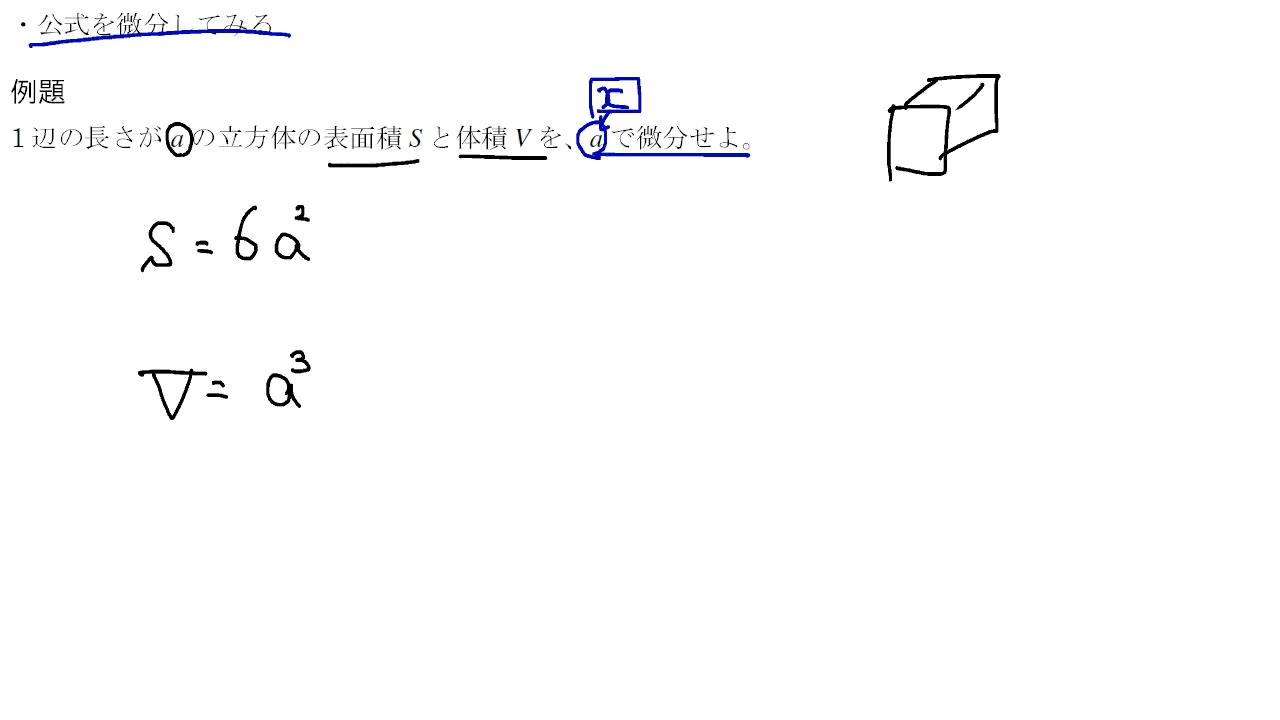 ・公式を微分してみろ
例題
x
1辺の長さがaの立方体の表面積Sと体積Vを、aで微分せよ。
S = 6a²
V = a³